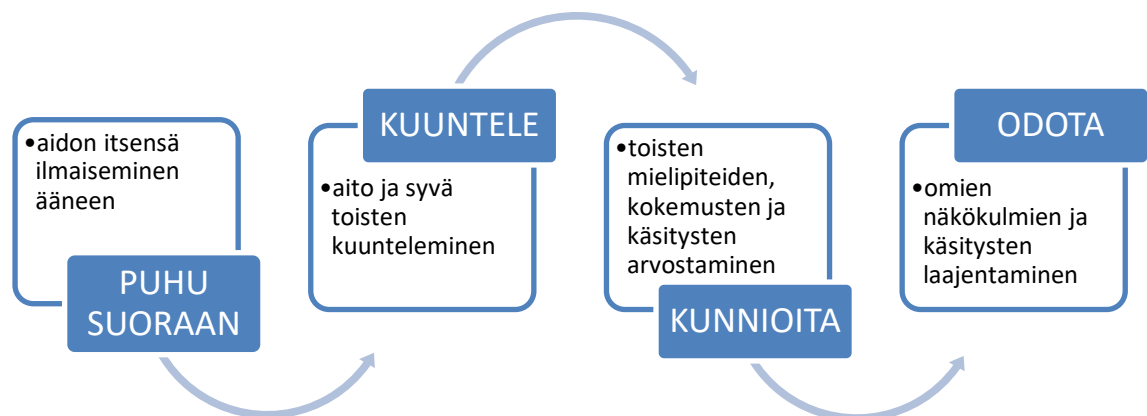 •aidon itsensä
ilmaiseminen
ääneen
PUHU
SUORAAN
KUUNTELE
•aito ja syvä
toisten
kuunteleminen
•toisten
mielipiteiden,
kokemusten ja
käsitysten
arvostaminen
KUNNIOITA
ODOTA
•omien
näkökulmien ja
käsitysten
laajentaminen